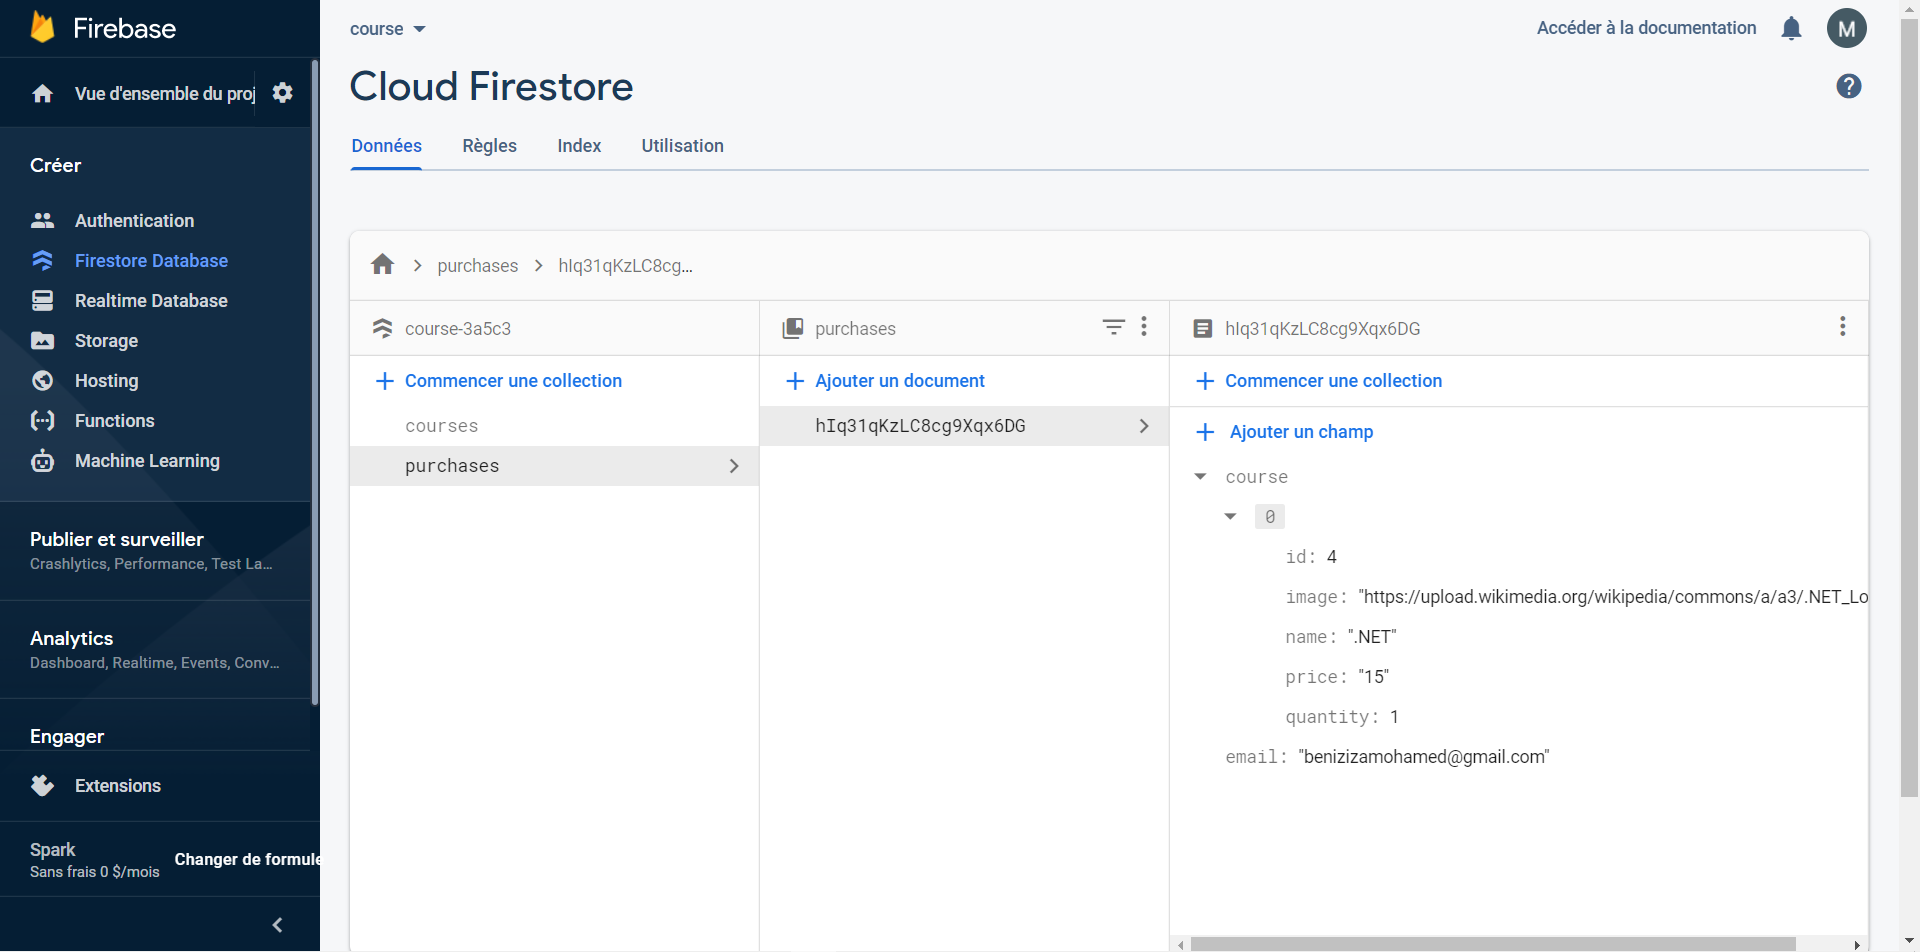 Firebase
Vue d'ensemble du proj
Créer
Authentication
Firestore Database
Realtime Database
Storage
Hosting
Functions
Machine Learning
Publier et surveiller
Crashlytics, Performance, Test La...
Analytics
Dashboard, Realtime, Events, Conv...
Engager
Extensions
Spark
Sans frais 0 $/mois
Changer de formule
course
Accéder à la documentation
M
Cloud Firestore
?
Données Règles Index Utilisation
purchases hIq31qKzLC8cg...
course-3a5c3
Commencer une collection
courses
purchases
purchases
Ajouter un document
hIq31qKzLC8cg9Xqx6DG
hIq31qKzLC8cg9Xqx6DG
Commencer une collection
Ajouter un champ
course
0
id: 4
image: "https://upload.wikimedia.org/wikipedia/commons/a/a3/.NET_Lo
name: ".NET"
price: "15"
quantity: 1
email: "benizizamohamed@gmail.com"